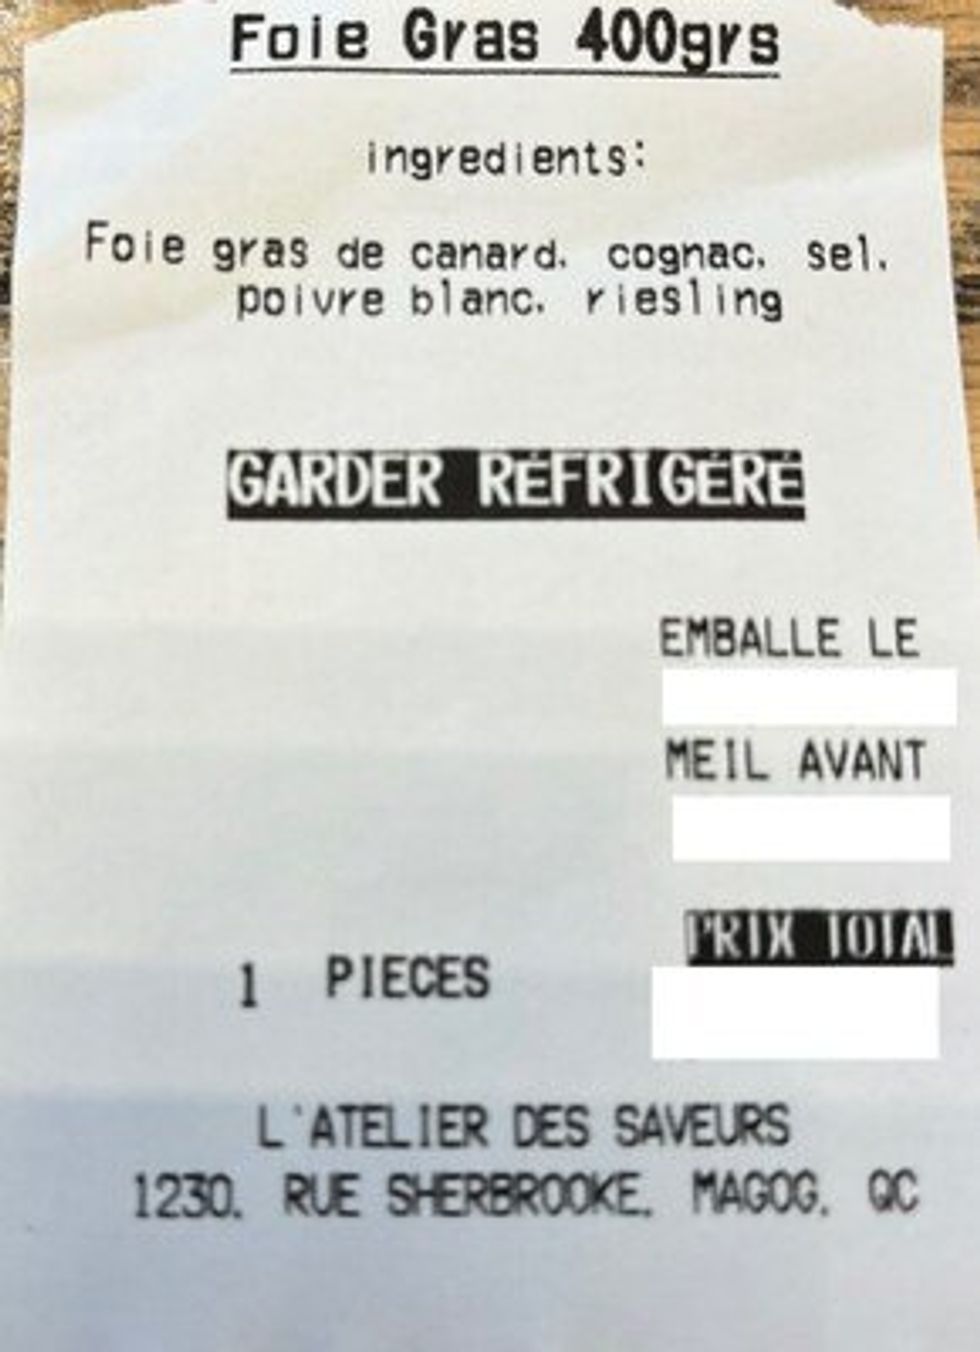 Foie Gras 400grs
ingredients:
Foie gras de canard, cognac, sel,
poivre blanc, riesling
GARDER RÉFRIGÉRÉ
EMBALLE LE
MEIL AVANT
PRIX TOTAL
1 PIECES
L'ATELIER DES SAVEURS
1230, RUE SHERBROOKE, MAGOG, QC